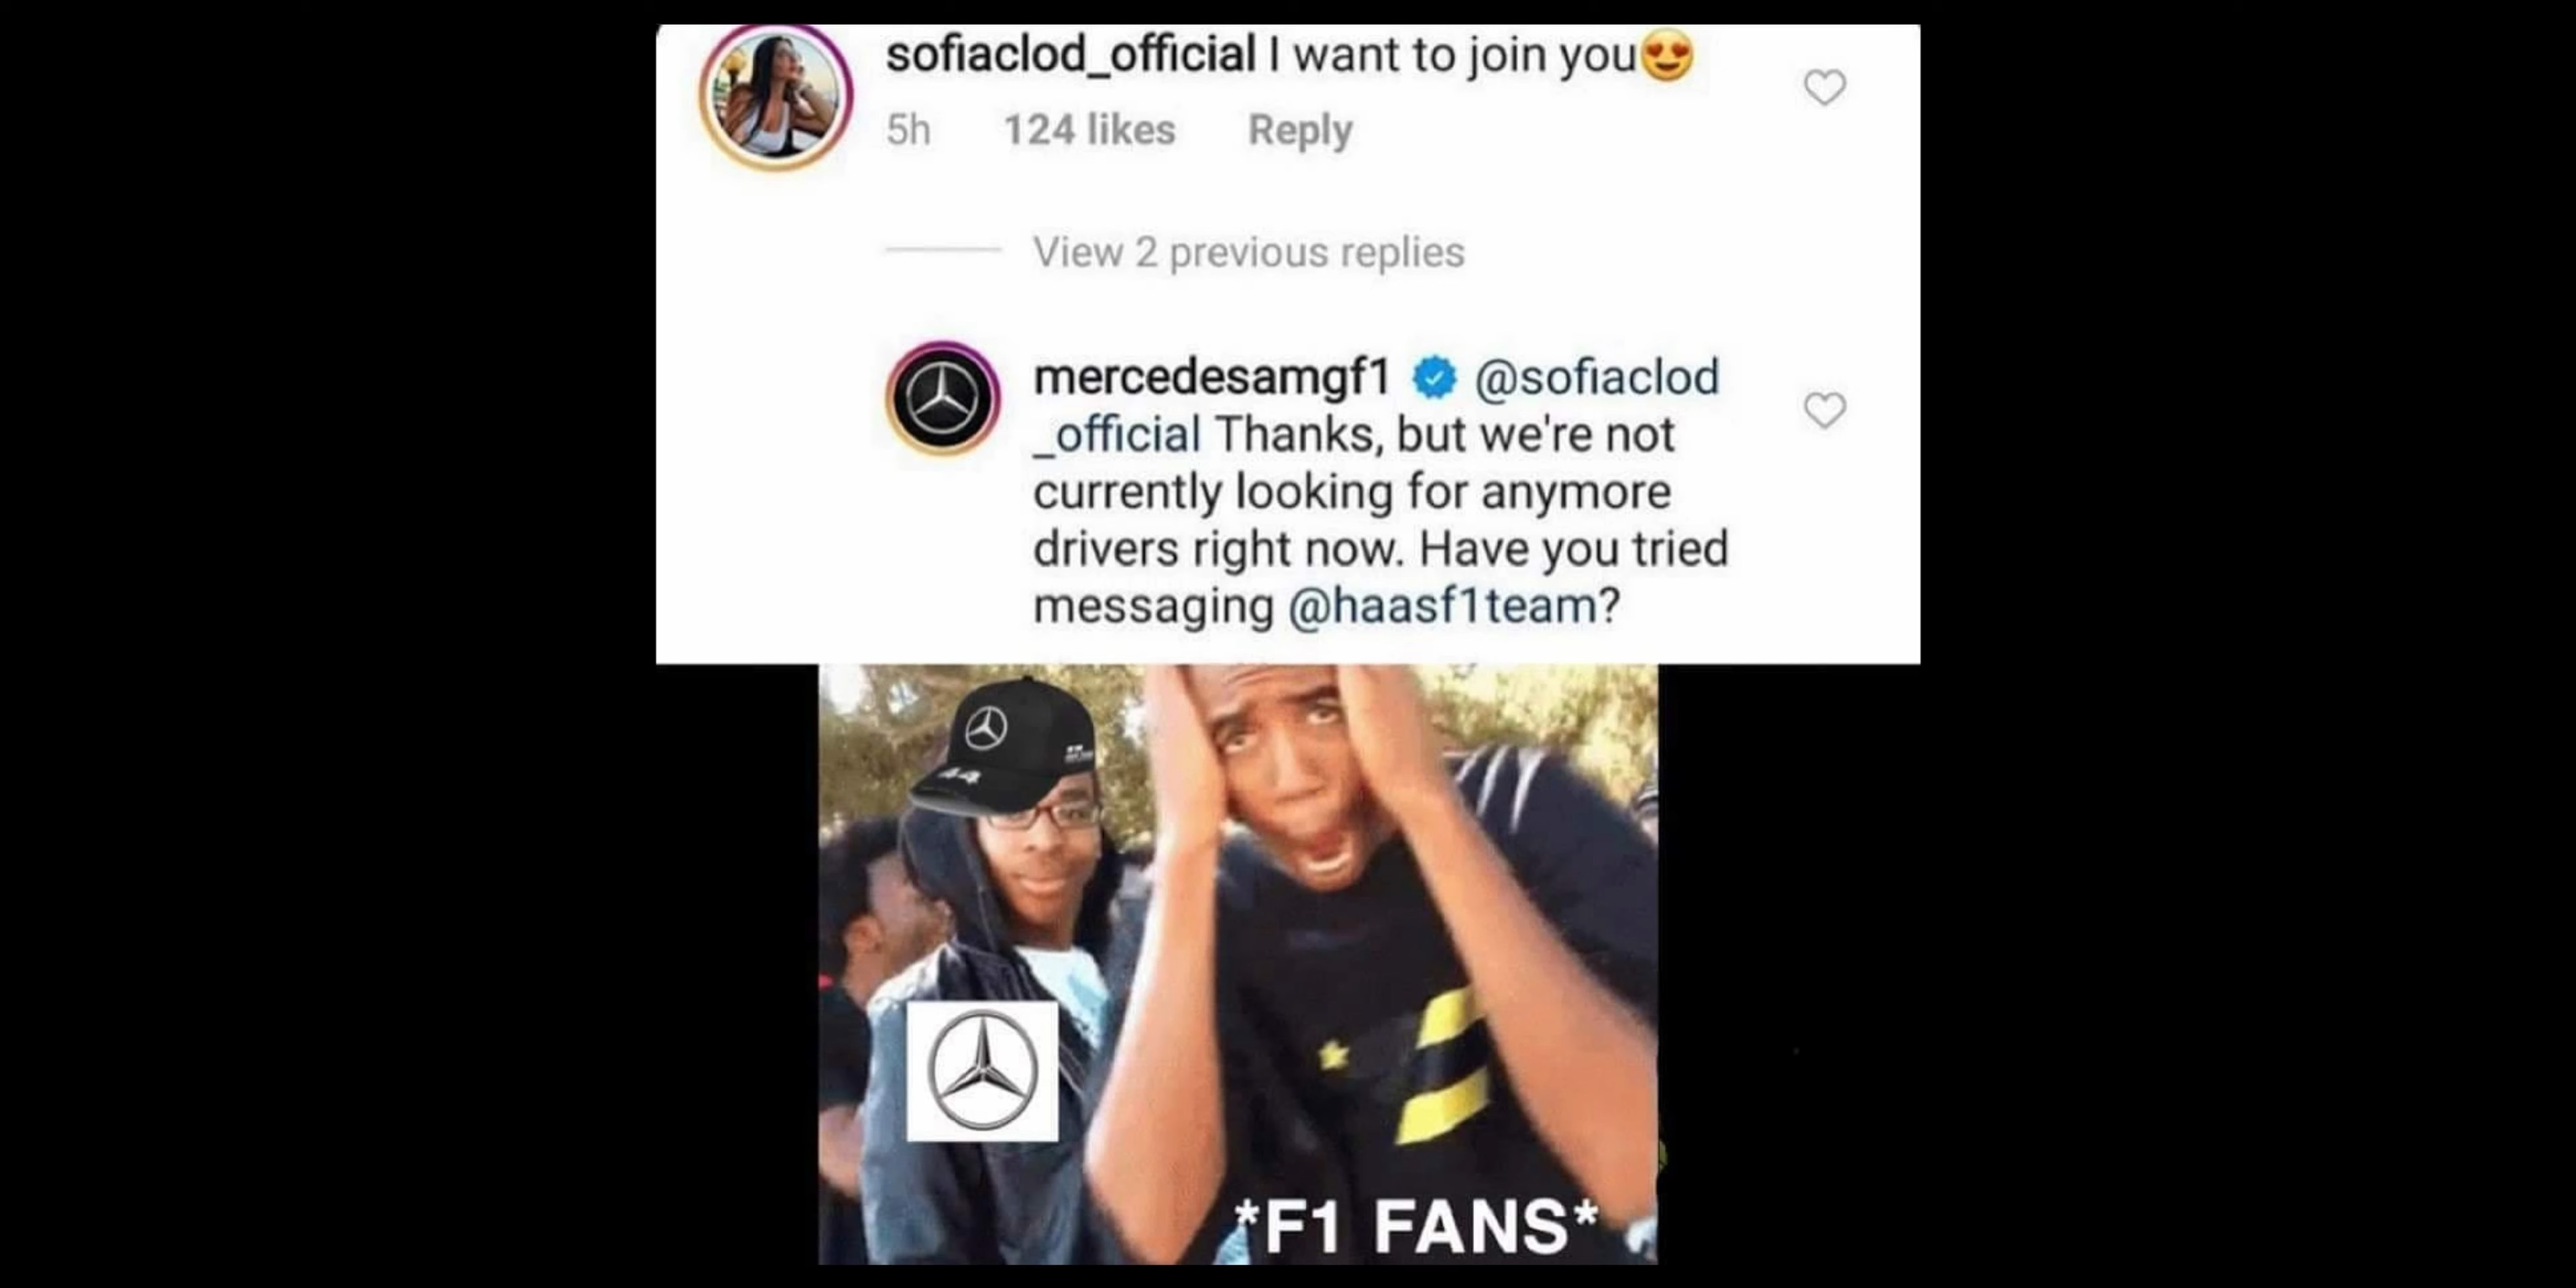 sofiaclod_official I want to join you😍
5h 124 likes Reply
View 2 previous replies
mercedesamgf1 @sofiaclod
_official Thanks, but we're not
currently looking for anymore
drivers right now. Have you tried
messaging @haasf1team?
44
*F1 FANS*